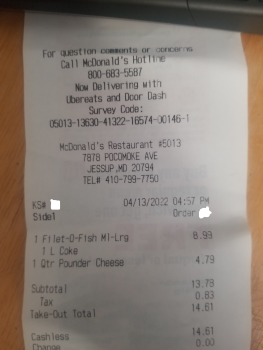 For question comments or concerns
Call McDonald's Hotline
800-683-5587
Now Delivering with
Ubereats and Door Dash
Survey Code:
05013-13630-41322-16574-00146-1
McDonald's Restaurant #5013
7878 POCOMOKE AVE
JESSUP,MD 20794
TEL# 410-799-7750
KS# 04/13/2022 04:57 PM
Side1 Order
1 Filet-O-Fish Ml-Lrg 8.99
1 L Coke
1 Qtr Pounder Cheese 4.79
Subtotal 13.78
Tax 0.83
Take-Out Total 14.61
Cashless 14.61
Change 0.00